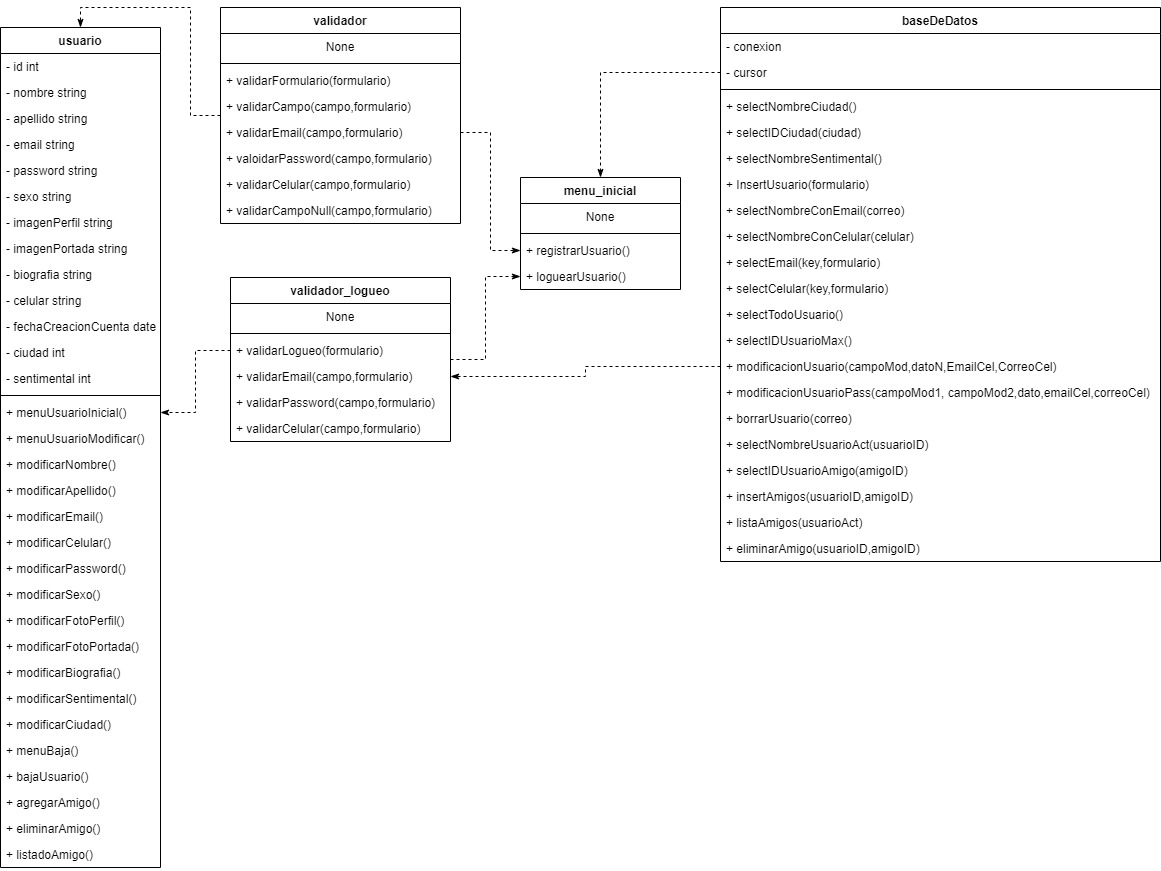 usuario
- id int
- nombre string
- apellido string
- email string
- password string
- sexo string
- imagenPerfil string
- imagenPortada string
- biografia string
- celular string
- fechaCreacionCuenta date
- ciudad int
- sentimental int
+ menuUsuarioInicial()
+ menuUsuarioModificar()
+ modificarNombre()
+ modificarApellido()
+ modificarEmail()
+ modificarCelular()
+ modificarPassword()
+ modificarSexo()
+ modificarFotoPerfil()
+ modificarFotoPortada()
+ modificarBiografia()
+ modificarSentimental()
+ modificarCiudad()
+ menuBaja()
+ bajaUsuario()
+ agregarAmigo()
+ eliminarAmigo()
+ listadoAmigo()
validador
None
+ validarFormulario(formulario)
+ validarCampo(campo,formulario)
+ validarEmail(campo,formulario)
+ valoidarPassword(campo,formulario)
+ validarCelular(campo,formulario)
+ validarCampoNull(campo,formulario)
validador_logueo
None
+ validarLogueo(formulario)
+ validarEmail(campo,formulario)
+ validarPassword(campo,formulario)
+ validarCelular(campo,formulario)
menu_inicial
None
+ registrarUsuario()
+ loguearUsuario()
baseDeDatos
- conexion
- cursor
+ selectNombreCiudad()
+ selectIDCiudad(ciudad)
+ selectNombreSentimental()
+ InsertUsuario(formulario)
+ selectNombreConEmail(correo)
+ selectNombreConCelular(celular)
+ selectEmail(key,formulario)
+ selectCelular(key,formulario)
+ selectTodoUsuario()
+ selectIDUsuarioMax()
+ modificacionUsuario(campoMod,datoN,EmailCel,CorreoCel)
+ modificacionUsuarioPass(campoMod1, campoMod2,dato,emailCel,correoCel)
+ borrarUsuario(correo)
+ selectNombreUsuarioAct(usuarioID)
+ selectIDUsuarioAmigo(amigoID)
+ insertAmigos(usuarioID,amigoID)
+ listaAmigos(usuarioAct)
+ eliminarAmigo(usuarioID,amigoID)